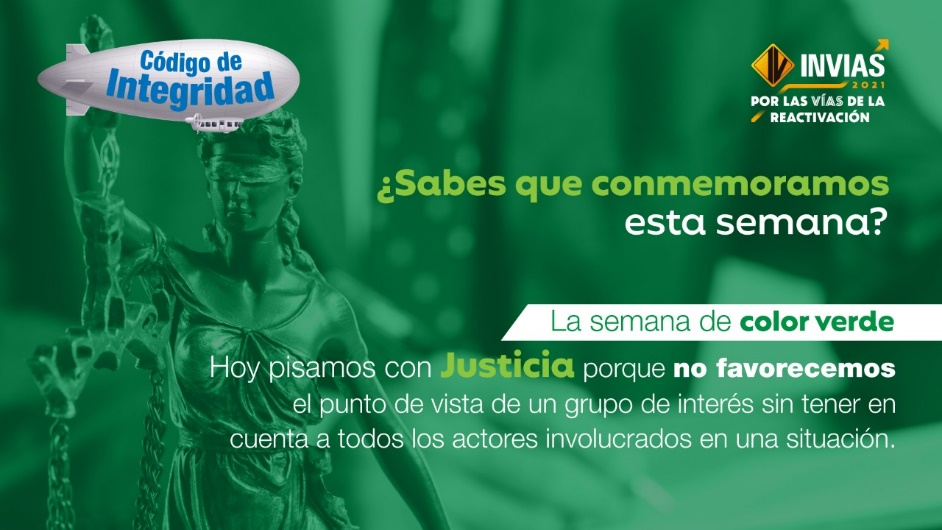 Código de
Integridad
INVIAS
2021
POR LAS VÍAS DE LA
REACTIVACIÓN
¿Sabes que conmemoramos
esta semana?
La semana de color verde
Hoy pisamos con Justicia porque no favorecemos
el punto de vista de un grupo de interés sin tener en
cuenta a todos los actores involucrados en una situación.